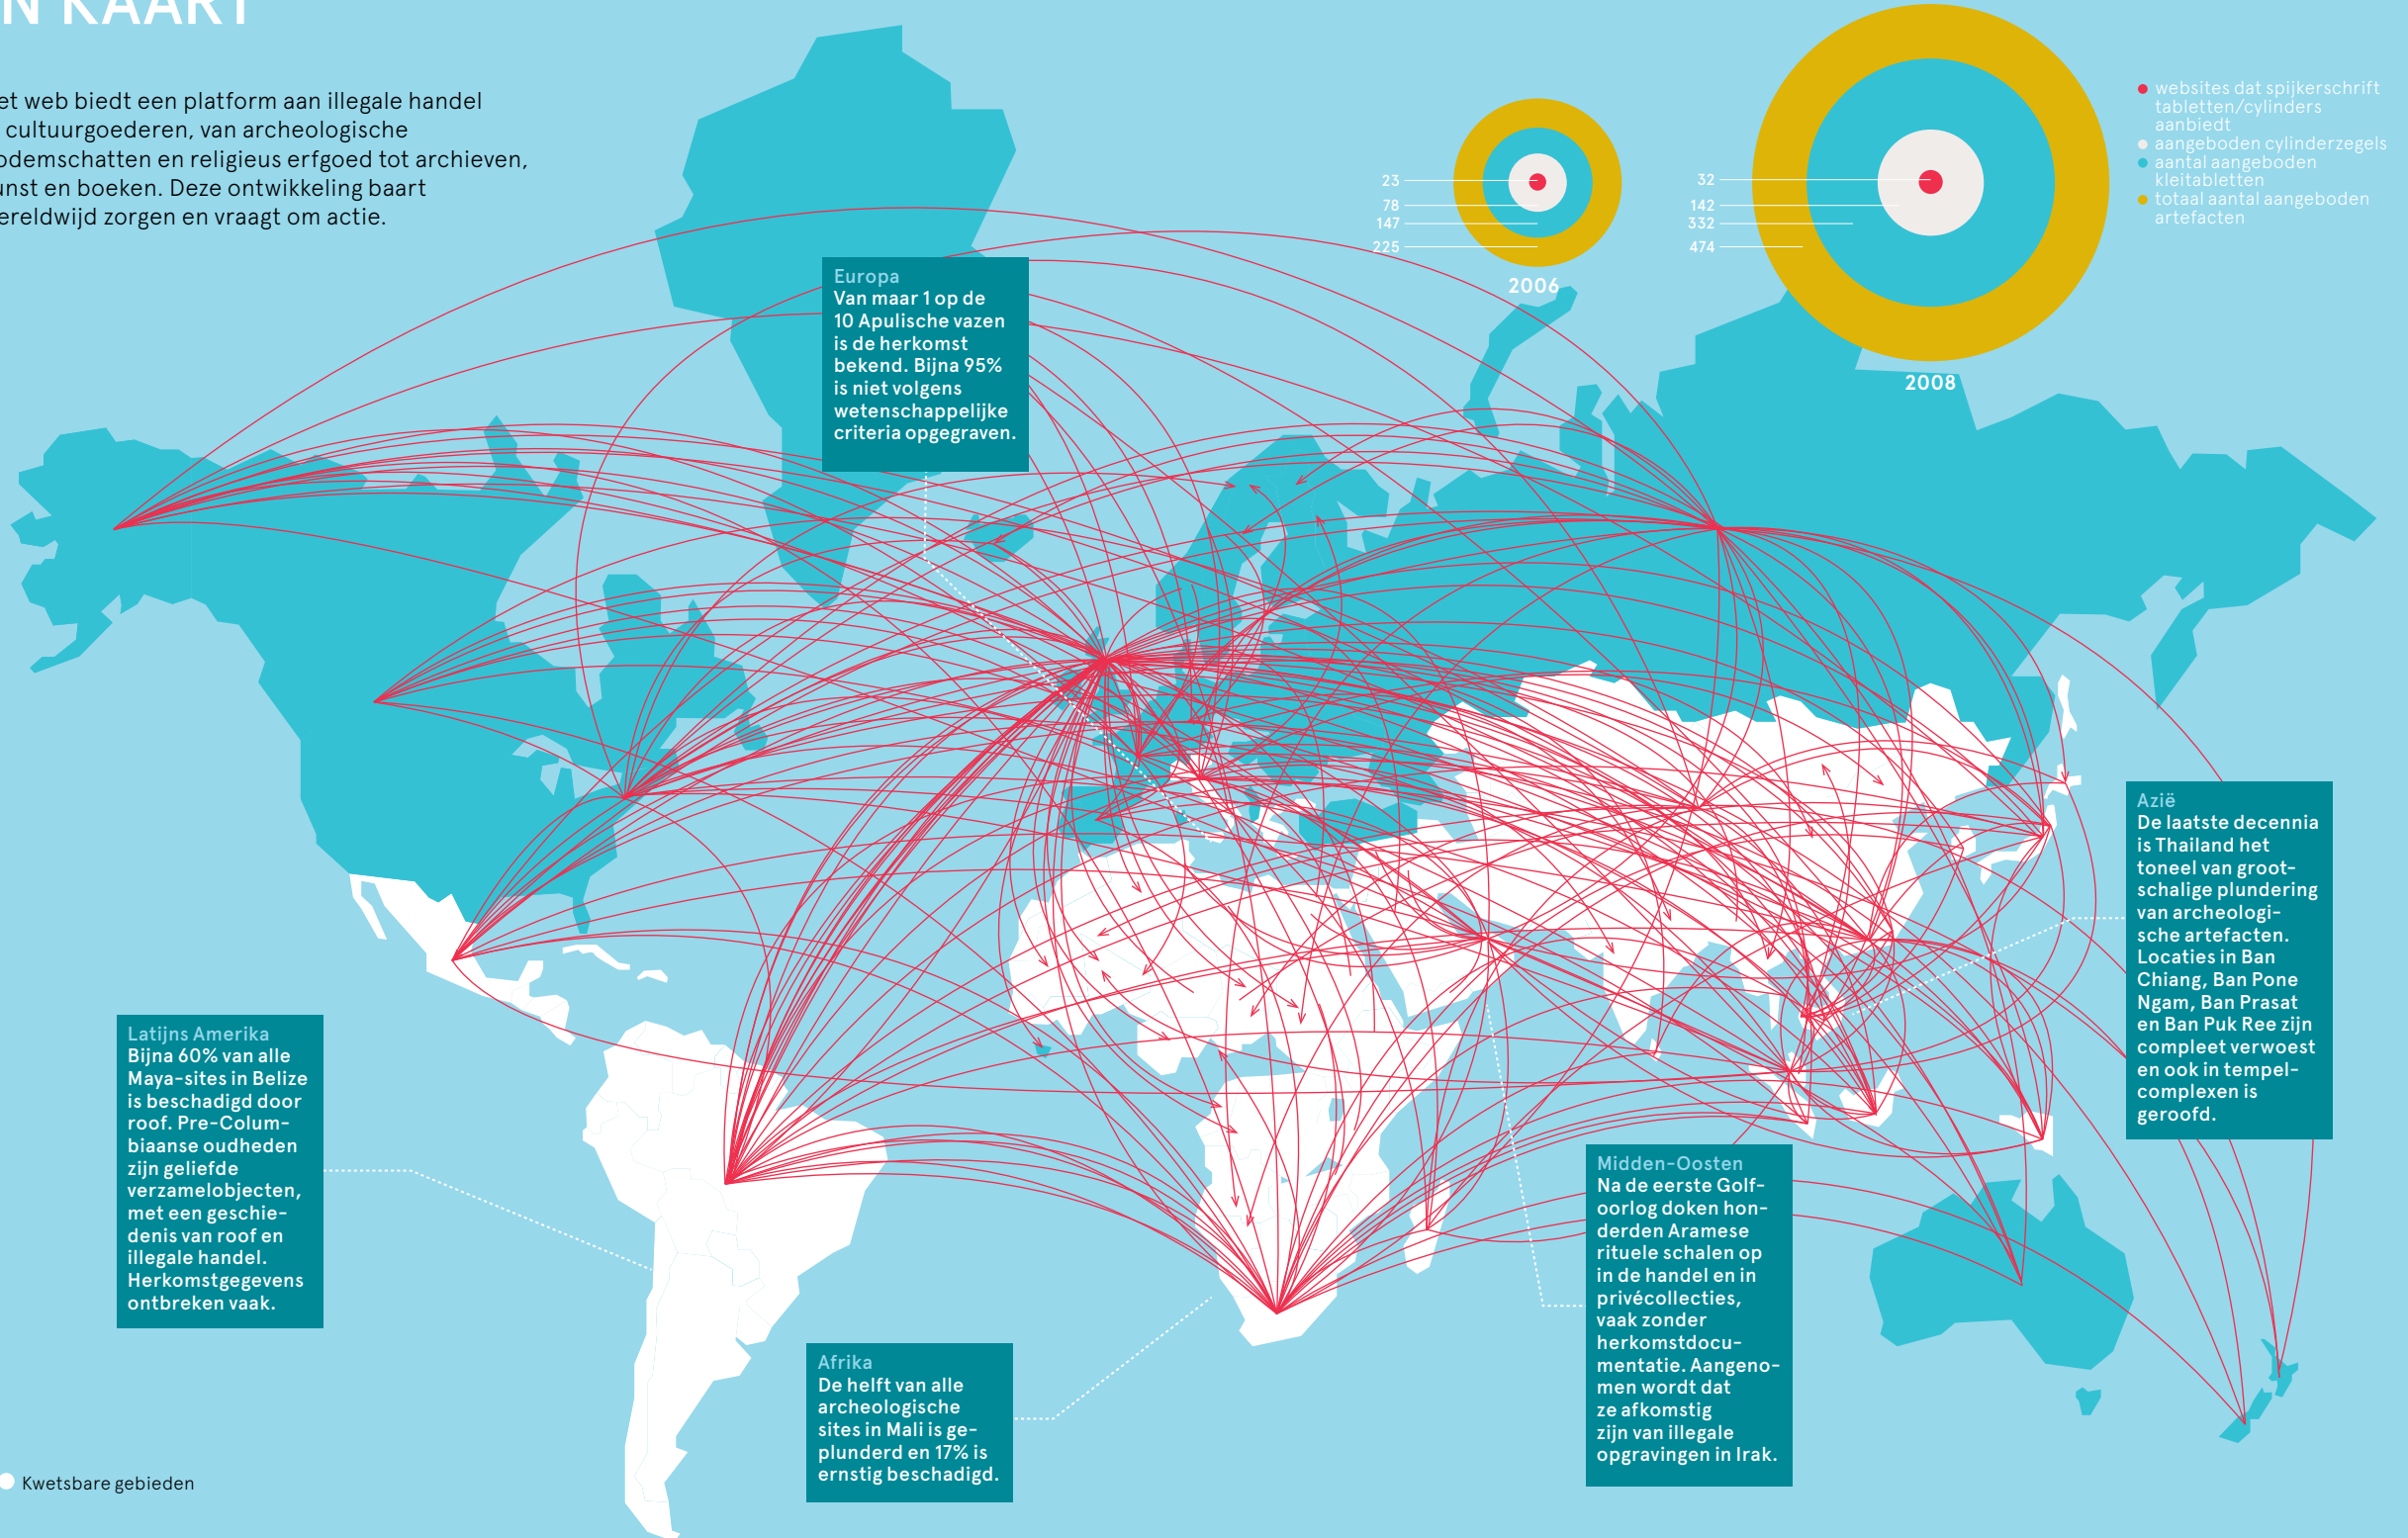 N KAART
et web biedt een platform aan illegale handel
cultuurgoederen, van archeologische
odemschatten en religieus erfgoed tot archieven,
unst en boeken. Deze ontwikkeling baart
ereldwijd zorgen en vraagt om actie.
23
78
147
225
2006
32
142
332
474
2008
websites dat spijkerschrift
tabletten/cylinders
aanbiedt
aangeboden cylinderzegels
aantal aangeboden
kleitabletten
totaal aantal aangeboden
artefacten
Europa
Van maar 1 op de
10 Apulische vazen
is de herkomst
bekend. Bijna 95%
is niet volgens
wetenschappelijke
criteria opgegraven.
Azië
De laatste decennia
is Thailand het
toneel van groot-
schalige plundering
van archeologi-
sche artefacten.
Locaties in Ban
Chiang, Ban Pone
Ngam, Ban Prasat
en Ban Puk Ree zijn
compleet verwoest
en ook in tempel-
complexen is
geroofd.
Latijns Amerika
Bijna 60% van alle
Maya-sites in Belize
is beschadigd door
roof. Pre-Colum-
biaanse oudheden
zijn geliefde
verzamelobjecten,
met een geschie-
denis van roof en
illegale handel.
Herkomstgegevens
ontbreken vaak.
Midden-Oosten
Na de eerste Golf-
oorlog doken hon-
derden Aramese
rituele schalen op
in de handel en in
privécollecties,
vaak zonder
herkomstdocu-
mentatie. Aangeno-
men wordt dat
ze afkomstig
zijn van illegale
opgravingen in Irak.
Afrika
De helft van alle
archeologische
sites in Mali is ge-
plunderd en 17% is
ernstig beschadigd.
Kwetsbare gebieden